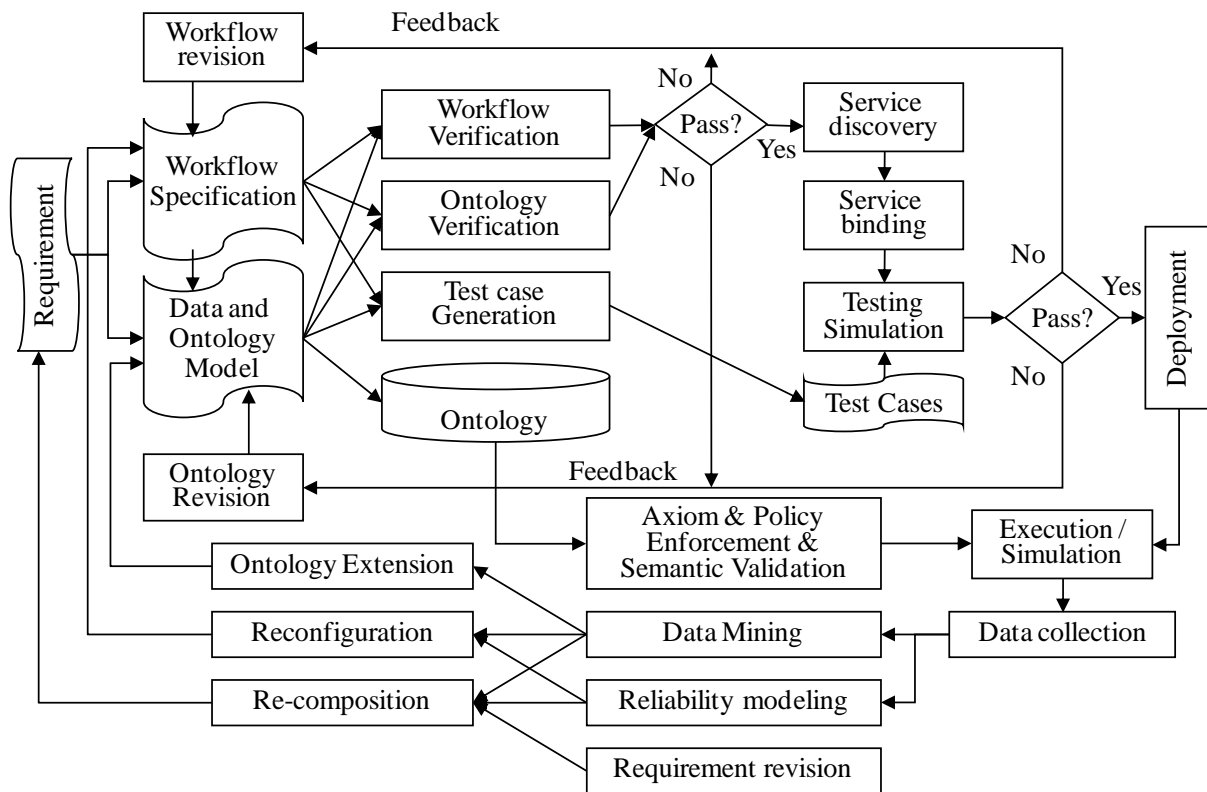 Feedback
Workflow
revision
No
Workflow
Verification
Pass?
Yes
Service
discovery
Workflow
Specification
No
Ontology
Verification
Service
binding
Requirement
No
Data and
Ontology
Model
Test case
Generation
Testing
Simulation
Pass?
Yes
Deployment
No
Ontology
Test Cases
Feedback
Ontology
Revision
Axiom & Policy
Enforcement &
Semantic Validation
Execution /
Simulation
Ontology Extension
Reconfiguration
Data Mining
Data collection
Re-composition
Reliability modeling
Requirement revision